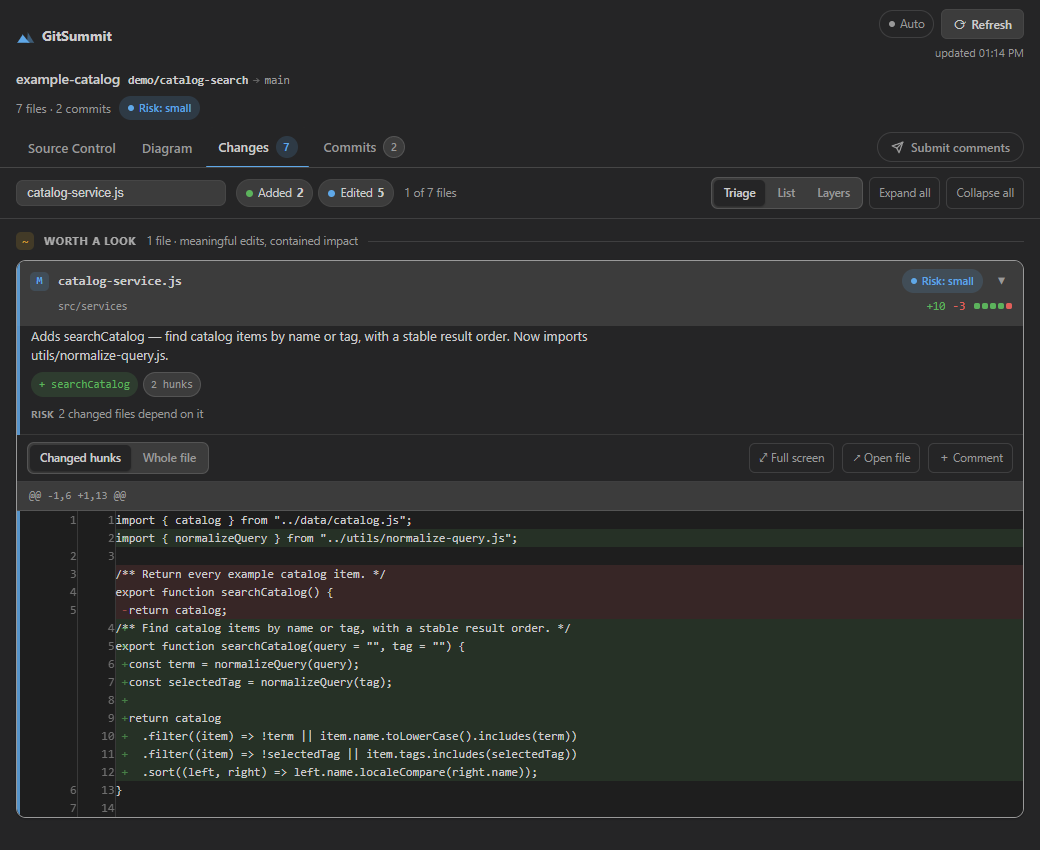 GitSummit
Auto
Refresh
updated 01:14 PM
example-catalog demo/catalog-search → main
7 files · 2 commits Risk: small
Source Control Diagram Changes 7 Commits 2 Submit comments
catalog-service.js Added 2 Edited 5 1 of 7 files Triage List Layers Expand all Collapse all
~ WORTH A LOOK 1 file · meaningful edits, contained impact
M catalog-service.js Risk: small ▼
src/services +10 -3
Adds searchCatalog — find catalog items by name or tag, with a stable result order. Now imports
utils/normalize-query.js.
+ searchCatalog 2 hunks
RISK 2 changed files depend on it
Changed hunks Whole file ⤢ Full screen ↗ Open file + Comment
@@ -1,6 +1,13 @@
1 1 import { catalog } from "../data/catalog.js";
2 import { normalizeQuery } from "../utils/normalize-query.js";
2 3
3 /** Return every example catalog item. */
4 export function searchCatalog() {
5 -return catalog;
4 /** Find catalog items by name or tag, with a stable result order. */
5 export function searchCatalog(query = "", tag = "") {
6 +const term = normalizeQuery(query);
7 +const selectedTag = normalizeQuery(tag);
8 +
9 +return catalog
10 + .filter((item) => !term || item.name.toLowerCase().includes(term))
11 + .filter((item) => !selectedTag || item.tags.includes(selectedTag))
12 + .sort((left, right) => left.name.localeCompare(right.name));
6 13 }
7 14